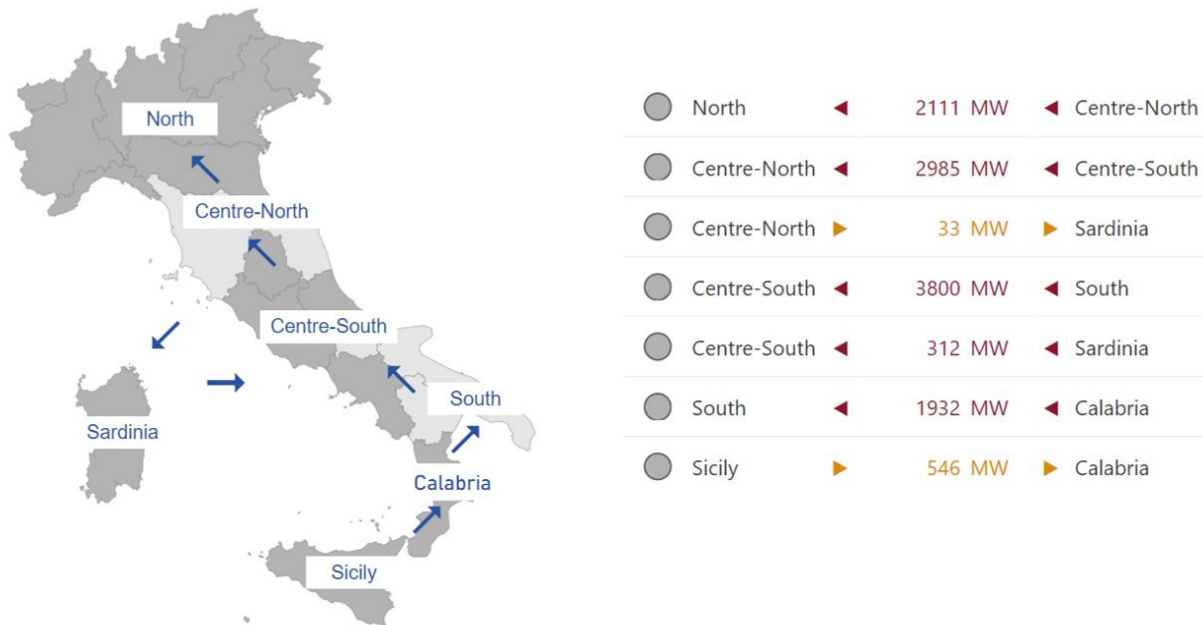 North
Centre-North
Centre-South
South
Sardinia
Calabria
Sicily
North ◀ 2111 MW ◀ Centre-North
Centre-North ◀ 2985 MW ◀ Centre-South
Centre-North ▶ 33 MW ▶ Sardinia
Centre-South ◀ 3800 MW ◀ South
Centre-South ◀ 312 MW ◀ Sardinia
South ◀ 1932 MW ◀ Calabria
Sicily ▶ 546 MW ▶ Calabria